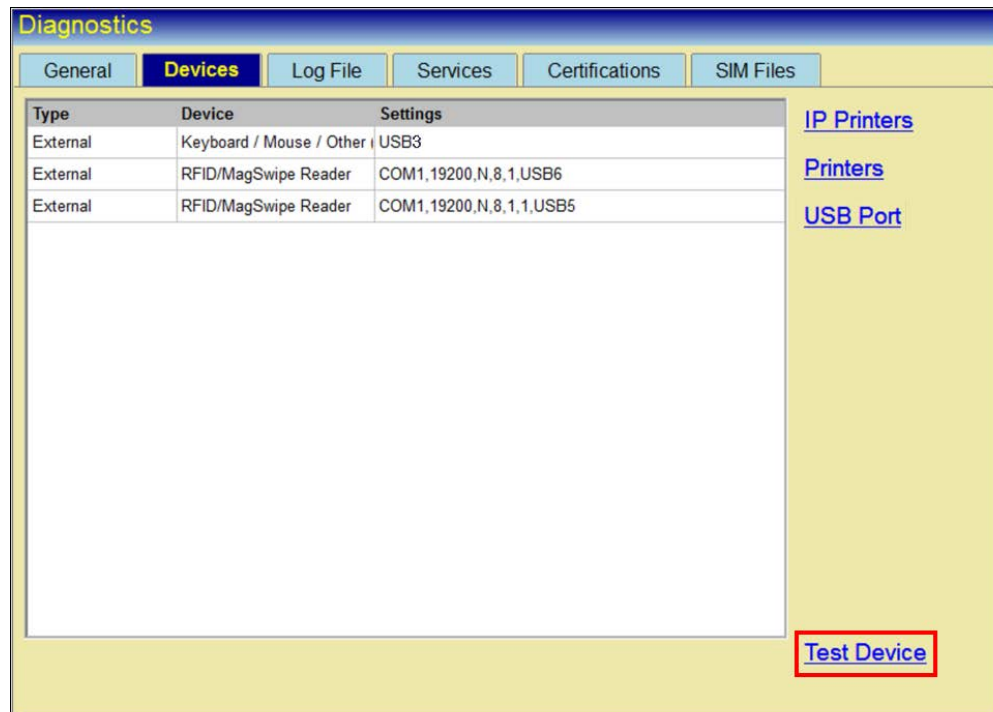 Diagnostics
General Devices Log File Services Certifications SIM Files
Type Device Settings
External Keyboard / Mouse / Other ( USB3
External RFID/MagSwipe Reader COM1,19200,N,8,1,USB6
External RFID/MagSwipe Reader COM1,19200,N,8,1,1,USB5
IP Printers
Printers
USB Port
Test Device